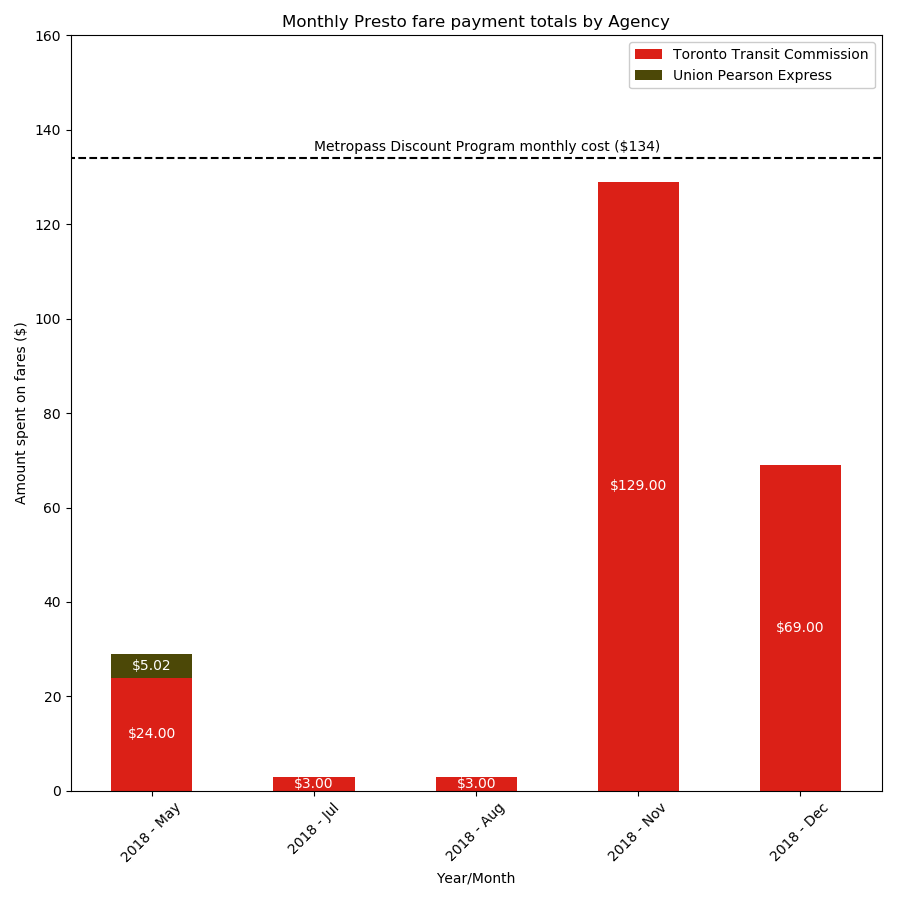 Monthly Presto fare payment totals by Agency
Toronto Transit Commission
Union Pearson Express
Metropass Discount Program monthly cost ($134)
Amount spent on fares ($)
160
140
120
100
80
60
40
20
0
$5.02
$24.00
$3.00
$3.00
$129.00
$69.00
2018 - May
2018 - Jul
2018 - Aug
2018 - Nov
2018 - Dec
Year/Month